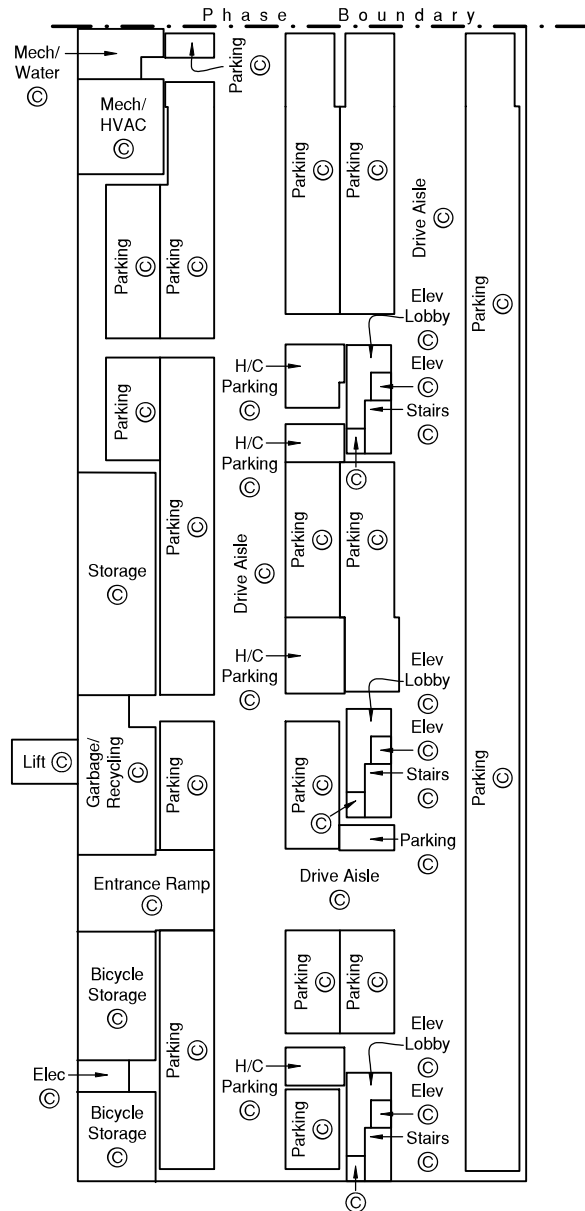 Phase Boundary
Mech/
Water
©
Parking
©
Mech/
HVAC
©
Parking
©
Parking
©
Parking
©
Parking
©
Drive Aisle
©
Parking
©
Elev
Lobby
©
Elev
©
Stairs
©
©
H/C
Parking
©
H/C
Parking
©
Parking
©
Parking
©
Storage
©
Drive Aisle
©
Parking
©
Parking
©
H/C
Parking
©
Elev
Lobby
©
Elev
©
Stairs
©
©
Lift ©
Garbage/
Recycling
©
Parking
©
Parking
©
Parking
©
Parking
©
Entrance Ramp
©
Drive Aisle
©
Bicycle
Storage
©
Parking
©
Parking
©
Parking
©
Elec
©
H/C
Parking
©
Elev
Lobby
©
Elev
©
Stairs
©
Bicycle
Storage
©
Parking
©
©